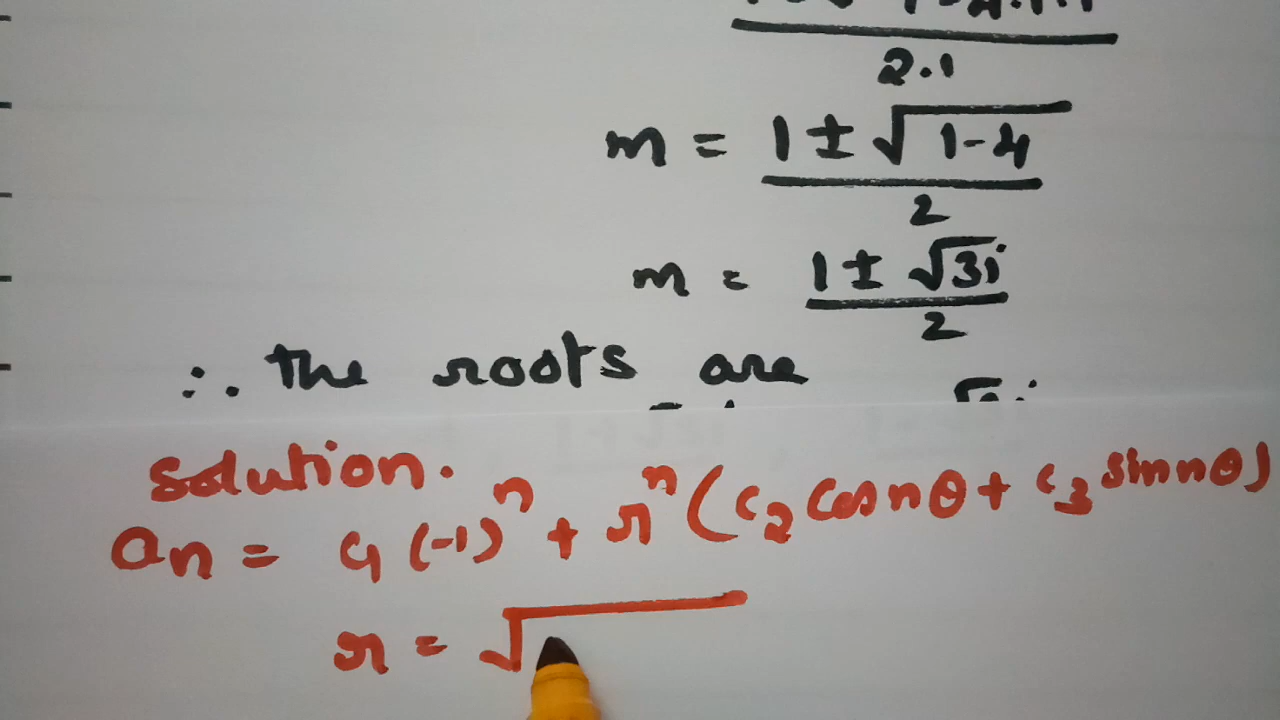 2.1
m = 1 ± √1-4
2
m = 1 ± √3i
2
∴ the roots are
solution.
an = c1 (-1)^n + r^n (c2 cos nθ + c3 sin nθ)
r = √